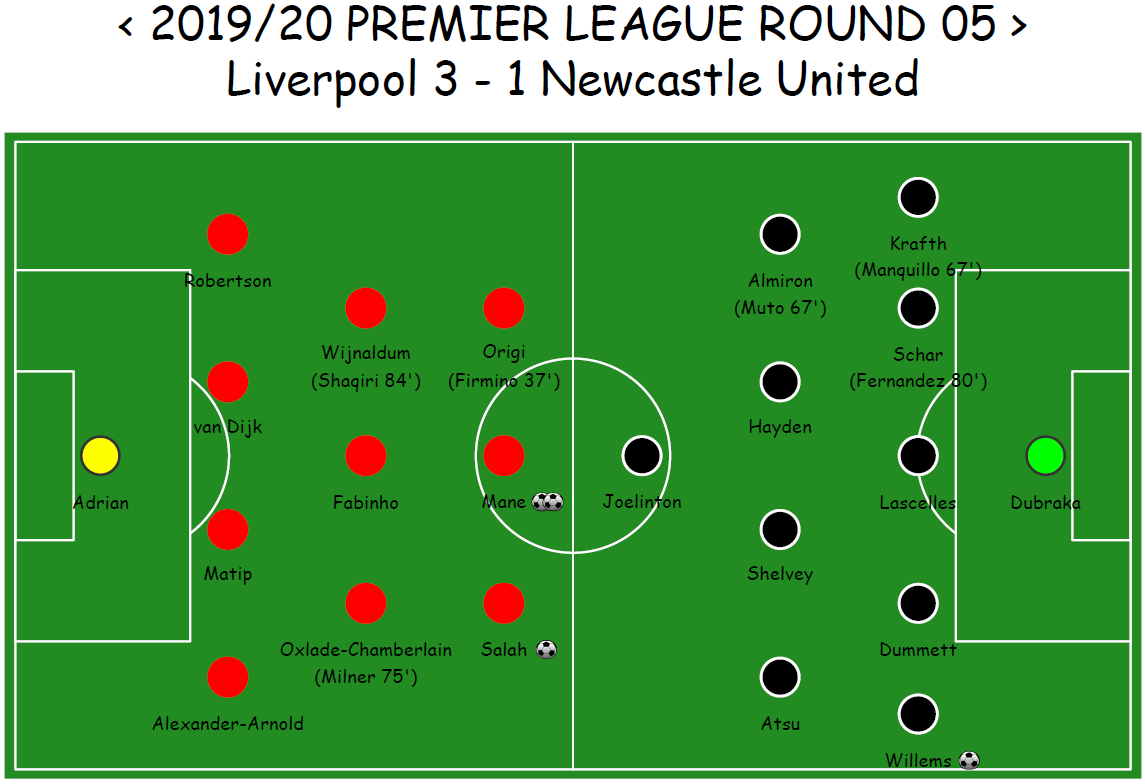 < 2019/20 PREMIER LEAGUE ROUND 05 >
Liverpool 3 - 1 Newcastle United
Robertson
van Dijk
Adrian
Matip
Alexander-Arnold
Wijnaldum
(Shaqiri 84')
Fabinho
Oxlade-Chamberlain
(Milner 75')
Origi
(Firmino 37')
Mane
Salah
Joelinton
Almiron
(Muto 67')
Hayden
Shelvey
Atsu
Krafth
(Manquillo 67')
Schar
(Fernandez 80')
Lascelles
Dummett
Willems
Dubraka